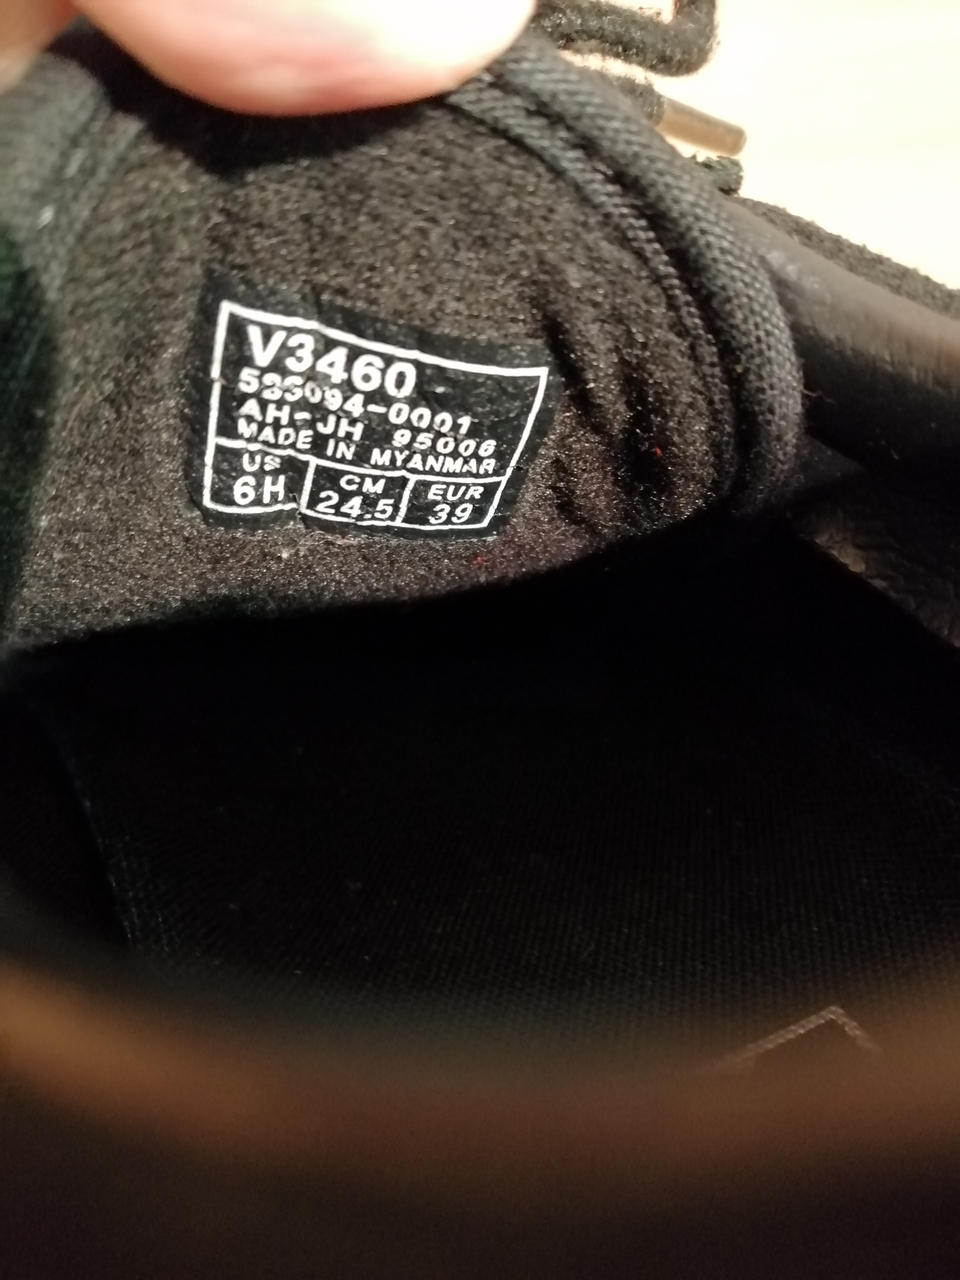 V3460
533094-0001
AH-JH 95006
MADE IN MYANMAR
US CM EUR
6H 24.5 39